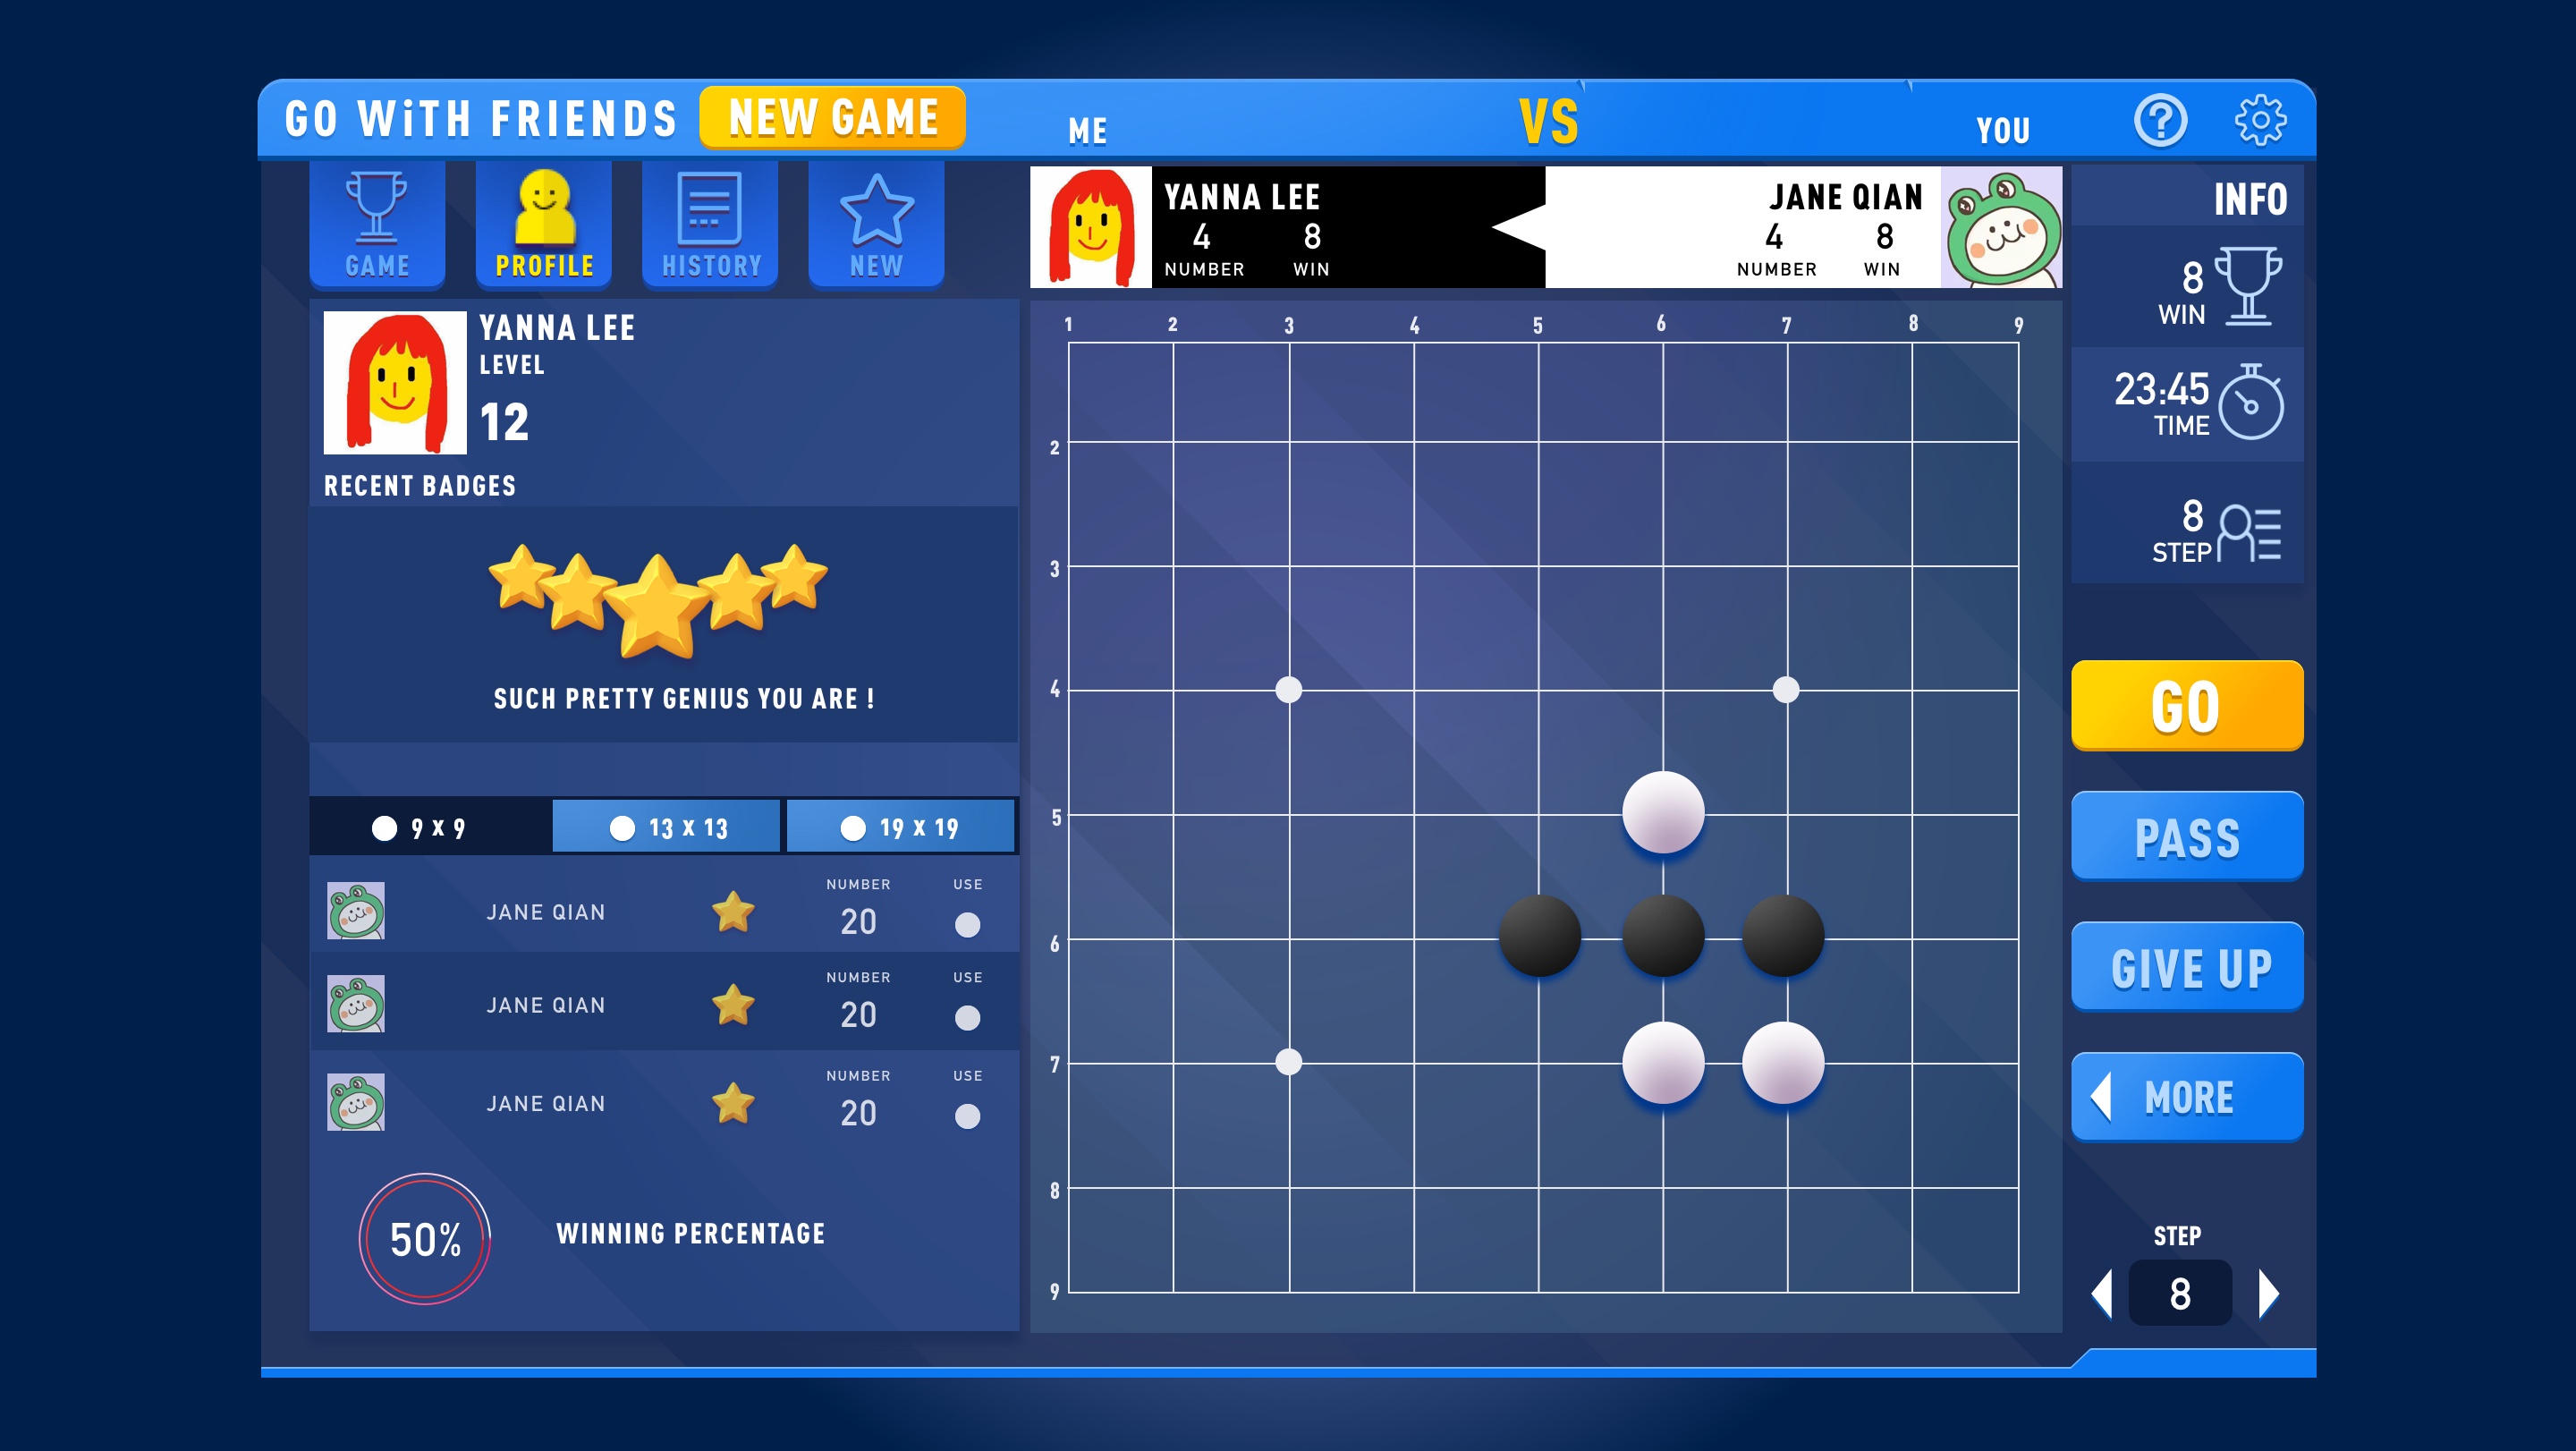 GO WiTH FRIENDS
NEW GAME
ME
VS
YOU
?
GAME
PROFILE
HISTORY
NEW
YANNA LEE
4 8
NUMBER WIN
JANE QIAN
4 8
NUMBER WIN
INFO
8
WIN
23:45
TIME
8
STEP
YANNA LEE
LEVEL
12
RECENT BADGES
SUCH PRETTY GENIUS YOU ARE !
9 X 9
13 X 13
19 X 19
NUMBER USE
JANE QIAN 20
NUMBER USE
JANE QIAN 20
NUMBER USE
JANE QIAN 20
50%
WINNING PERCENTAGE
1 2 3 4 5 6 7 8 9
2
3
4
5
6
7
8
9
GO
PASS
GIVE UP
MORE
STEP
8